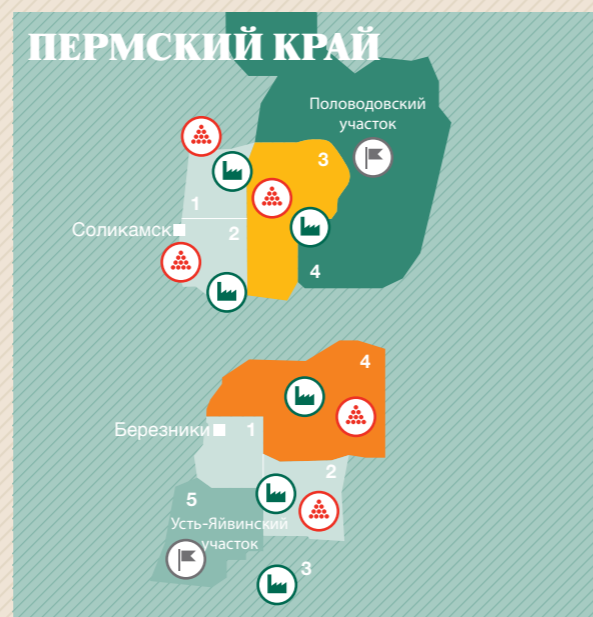 ПЕРМСКИЙ КРАЙ
Половодовский
участок
3
1
Соликамск
2
4
4
Березники
1
2
5
Усть-Яйвинский
участок
3